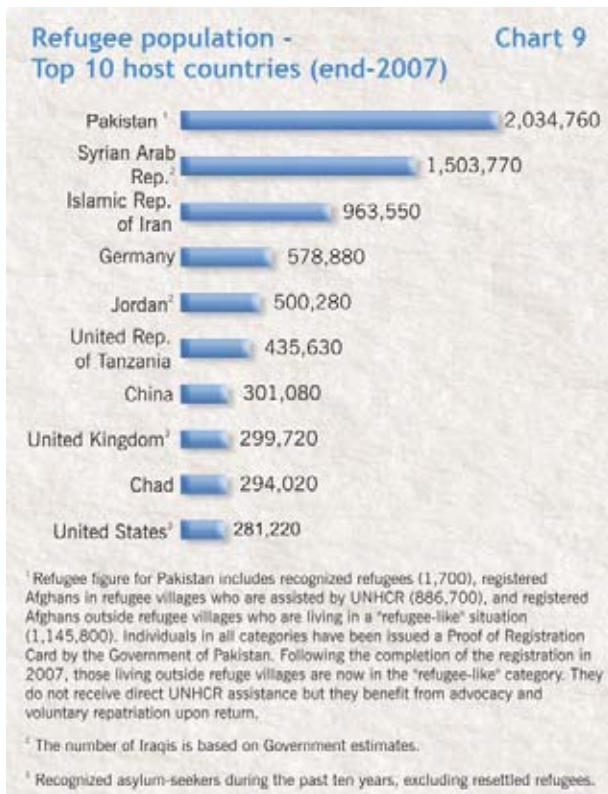 Refugee population - Chart 9
Top 10 host countries (end-2007)
Pakistan ¹ 2,034,760
Syrian Arab
Rep.² 1,503,770
Islamic Rep.
of Iran 963,550
Germany 578,880
Jordan² 500,280
United Rep.
of Tanzania 435,630
China 301,080
United Kingdom³ 299,720
Chad 294,020
United States³ 281,220
¹ Refugee figure for Pakistan includes recognized refugees (1,700), registered
Afghans in refugee villages who are assisted by UNHCR (886,700), and registered
Afghans outside refugee villages who are living in a "refugee-like" situation
(1,145,800). Individuals in all categories have been issued a Proof of Registration
Card by the Government of Pakistan. Following the completion of the registration in
2007, those living outside refuge villages are now in the "refugee-like" category. They
do not receive direct UNHCR assistance but they benefit from advocacy and
voluntary repatriation upon return.
² The number of Iraqis is based on Government estimates.
³ Recognized asylum-seekers during the past ten years, excluding resettled refugees.